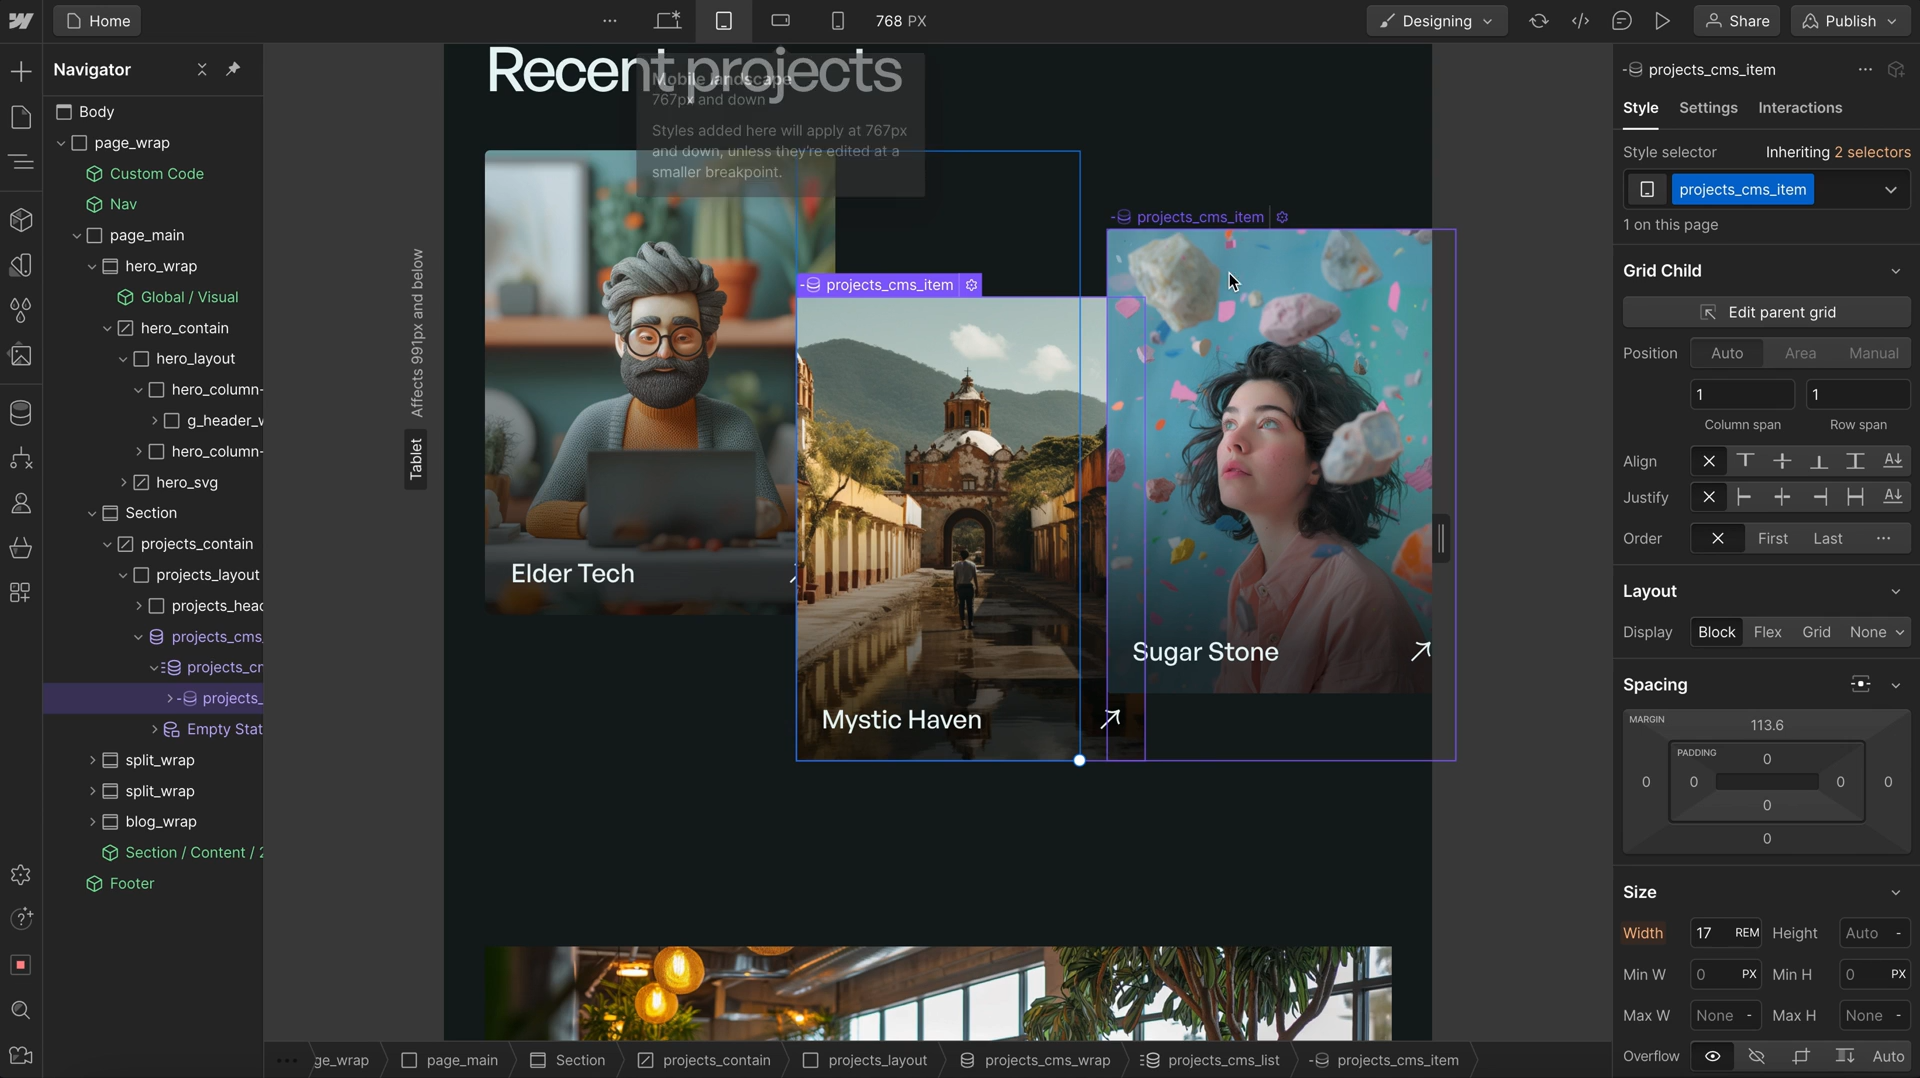 Home
768 PX
Designing
Share
Publish
Navigator
Body
page_wrap
Custom Code
Nav
page_main
hero_wrap
Global / Visual
hero_contain
hero_layout
hero_column-
g_header_w
hero_column-
hero_svg
Section
projects_contain
projects_layout
projects_head
projects_cms_
projects_cm
projects_
Empty Stat
split_wrap
split_wrap
blog_wrap
Section / Content / 2
Footer
Affects 991px and below
Tablet
Recent projects
Mobile landscape
767px and down
Styles added here will apply at 767px
and down, unless they're edited at a
smaller breakpoint.
projects_cms_item
projects_cms_item
Elder Tech
Mystic Haven
Sugar Stone
ge_wrap
page_main
Section
projects_contain
projects_layout
projects_cms_wrap
projects_cms_list
projects_cms_item
projects_cms_item
Style
Settings
Interactions
Style selector
Inheriting 2 selectors
projects_cms_item
1 on this page
Grid Child
Edit parent grid
Position
Auto
Area
Manual
1
1
Column span
Row span
Align
Justify
Order
First
Last
Layout
Display
Block
Flex
Grid
None
Spacing
MARGIN
113.6
PADDING
0
0
0
0
0
0
0
Size
Width
17 REM
Height
Auto -
Min W
0 PX
Min H
0 PX
Max W
None -
Max H
None -
Overflow
Auto